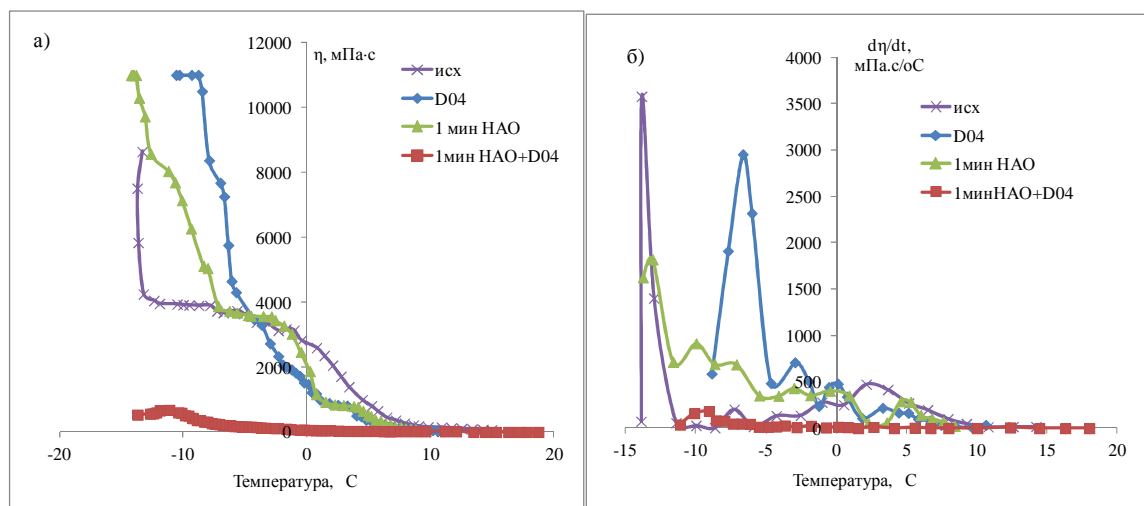 а)
η, мПа·с
исх
D04
1 мин НАО
1мин НАО+D04
12000
10000
8000
6000
4000
2000
0
-20
-10
0
10
20
Температура, С
б)
dη/dt,
мПа.с/оС
исх
D04
1мин НАО
1минНАО+D04
4000
3500
3000
2500
2000
1500
1000
500
0
-15
-10
-5
0
5
10
15
20
Температура, С